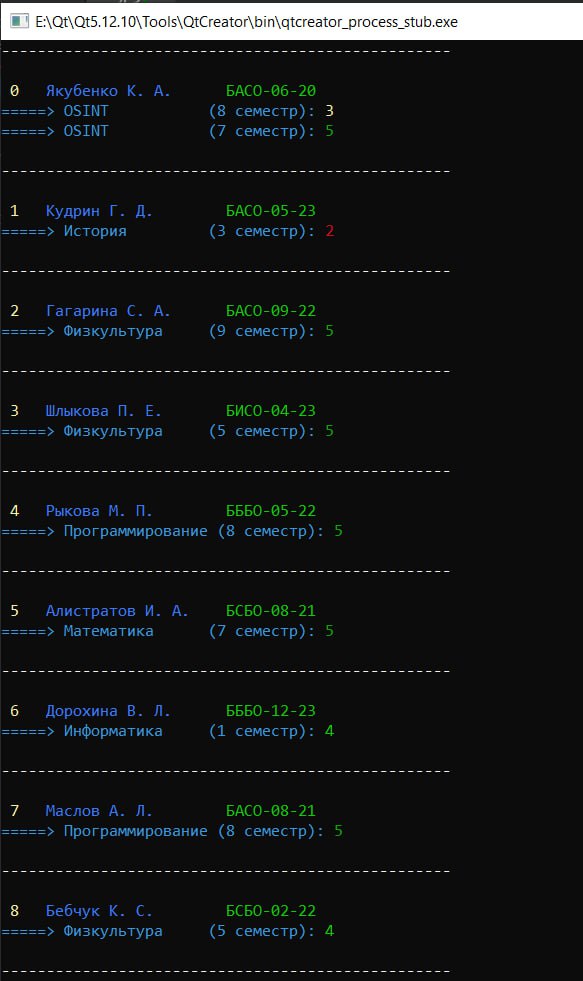 E:\Qt\Qt5.12.10\Tools\QtCreator\bin\qtcreator_process_stub.exe
--------------------------------------------------
0 Якубенко К. А. БАСО-06-20
=====> OSINT (8 семестр): 3
=====> OSINT (7 семестр): 5
--------------------------------------------------
1 Кудрин Г. Д. БАСО-05-23
=====> История (3 семестр): 2
--------------------------------------------------
2 Гагарина С. А. БАСО-09-22
=====> Физкультура (9 семестр): 5
--------------------------------------------------
3 Шлыкова П. Е. БИСО-04-23
=====> Физкультура (5 семестр): 5
--------------------------------------------------
4 Рыкова М. П. БББО-05-22
=====> Программирование (8 семестр): 5
--------------------------------------------------
5 Алистратов И. А. БСБО-08-21
=====> Математика (7 семестр): 5
--------------------------------------------------
6 Дорохина В. Л. БББО-12-23
=====> Информатика (1 семестр): 4
--------------------------------------------------
7 Маслов А. Л. БАСО-08-21
=====> Программирование (8 семестр): 5
--------------------------------------------------
8 Бебчук К. С. БСБО-02-22
=====> Физкультура (5 семестр): 4
--------------------------------------------------